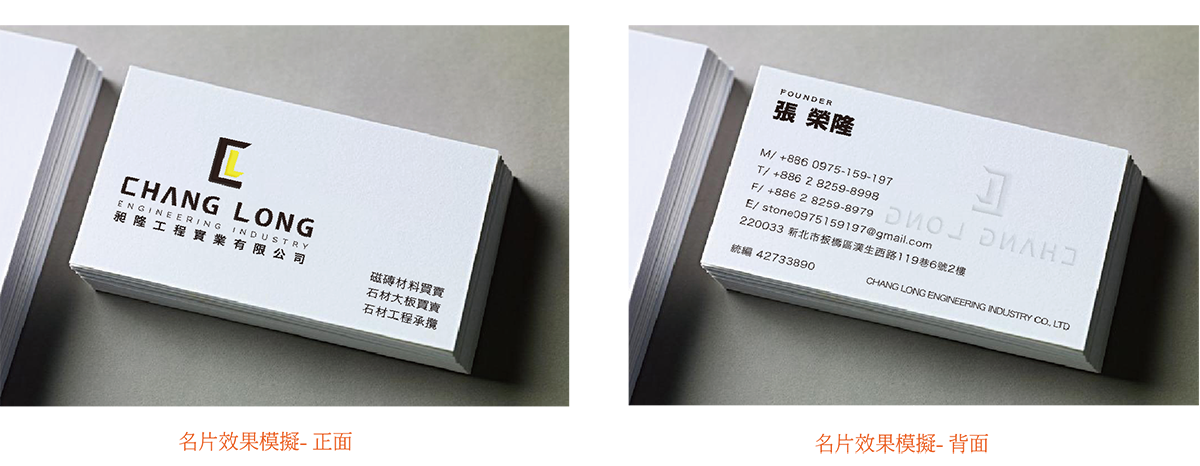 CHANG LONG
ENGINEERING INDUSTRY
昶隆工程實業有限公司
磁磚材料買賣
石材大板買賣
石材工程承攬
名片效果模擬- 正面
FOUNDER
張 榮隆
M/ +886 0975-159-197
T/ +886 2 8259-8998
F/ +886 2 8259-8979
E/ stone0975159197@gmail.com
220033 新北市板橋區漢生西路119巷6號2樓
統編 42733890
CHANG LONG
CHANG LONG ENGINEERING INDUSTRY CO., LTD
名片效果模擬- 背面